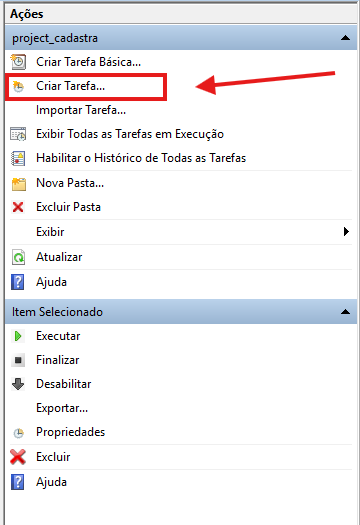 Ações
project_cadastra
Criar Tarefa Básica...
Criar Tarefa...
Importar Tarefa...
Exibir Todas as Tarefas em Execução
Habilitar o Histórico de Todas as Tarefas
Nova Pasta...
Excluir Pasta
Exibir
Atualizar
Ajuda
Item Selecionado
Executar
Finalizar
Desabilitar
Exportar...
Propriedades
Excluir
Ajuda